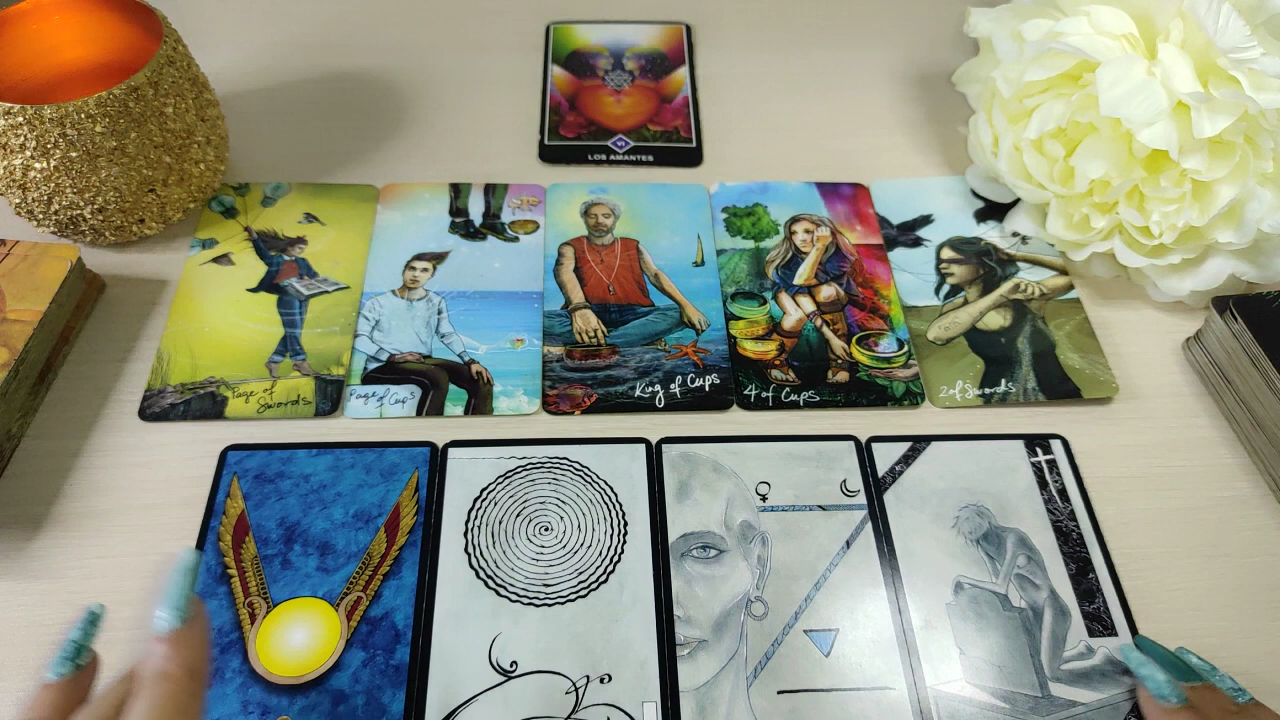 VI
LOS AMANTES
Page of
Swords
Page of Cups
King of Cups
4 of Cups
2 of Swords